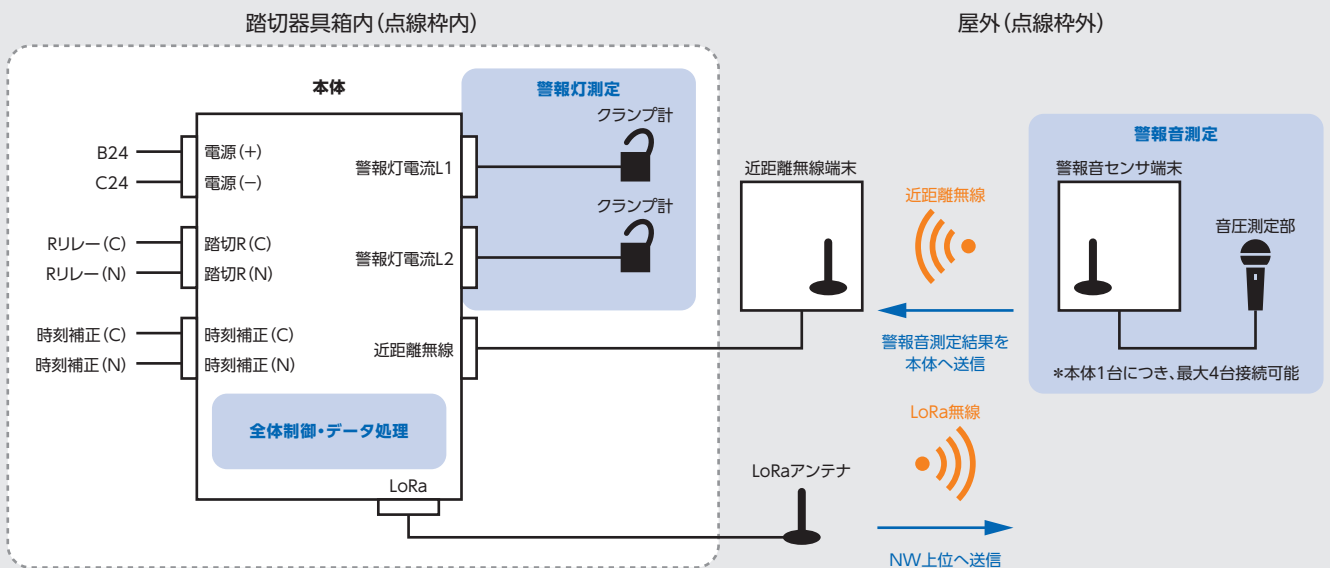 踏切器具箱内(点線枠内)
屋外(点線枠外)
本体
警報灯測定
クランプ計
B24
電源(+)
C24
電源(−)
警報灯電流L1
クランプ計
Rリレー(C)
踏切R(C)
Rリレー(N)
踏切R(N)
警報灯電流L2
時刻補正(C)
時刻補正(C)
時刻補正(N)
時刻補正(N)
近距離無線
全体制御・データ処理
LoRa
近距離無線端末
近距離無線
警報音測定結果を
本体へ送信
警報音測定
警報音センサ端末
音圧測定部
*本体1台につき、最大4台接続可能
LoRa無線
LoRaアンテナ
NW上位へ送信